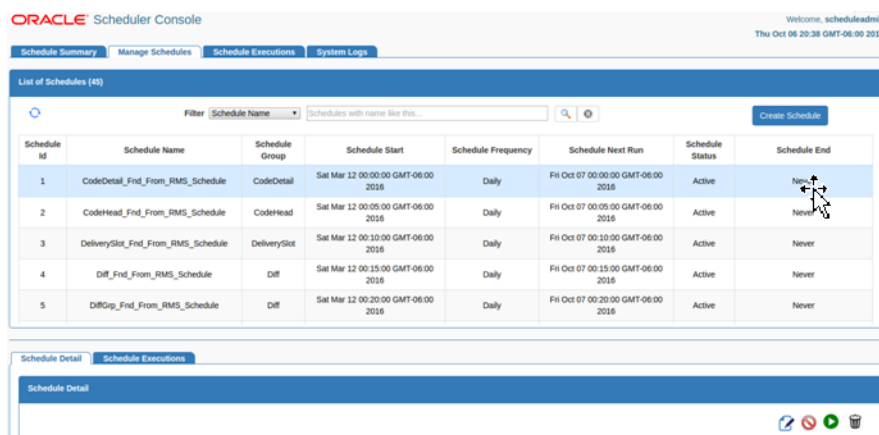 ORACLE Scheduler Console
Welcome, scheduleadmi
Thu Oct 06 20:38 GMT-06:00 201
Schedule Summary Manage Schedules Schedule Executions System Logs
List of Schedules (45)
Filter Schedule Name Schedules with name like this... Create Schedule
Schedule Id Schedule Name Schedule Group Schedule Start Schedule Frequency Schedule Next Run Schedule Status Schedule End
1 CodeDetail_Fnd_From_RMS_Schedule CodeDetail Sat Mar 12 00:00:00 GMT-06:00 2016 Daily Fri Oct 07 00:00:00 GMT-06:00 2016 Active
2 CodeHead_Fnd_From_RMS_Schedule CodeHead Sat Mar 12 00:05:00 GMT-06:00 2016 Daily Fri Oct 07 00:05:00 GMT-06:00 2016 Active Never
3 DeliverySlot_Fnd_From_RMS_Schedule DeliverySlot Sat Mar 12 00:10:00 GMT-06:00 2016 Daily Fri Oct 07 00:10:00 GMT-06:00 2016 Active Never
4 Diff_Fnd_From_RMS_Schedule Diff Sat Mar 12 00:15:00 GMT-06:00 2016 Daily Fri Oct 07 00:15:00 GMT-06:00 2016 Active Never
5 DiffGrp_Fnd_From_RMS_Schedule Diff Sat Mar 12 00:20:00 GMT-06:00 2016 Daily Fri Oct 07 00:20:00 GMT-06:00 2016 Active Never
Schedule Detail Schedule Executions
Schedule Detail